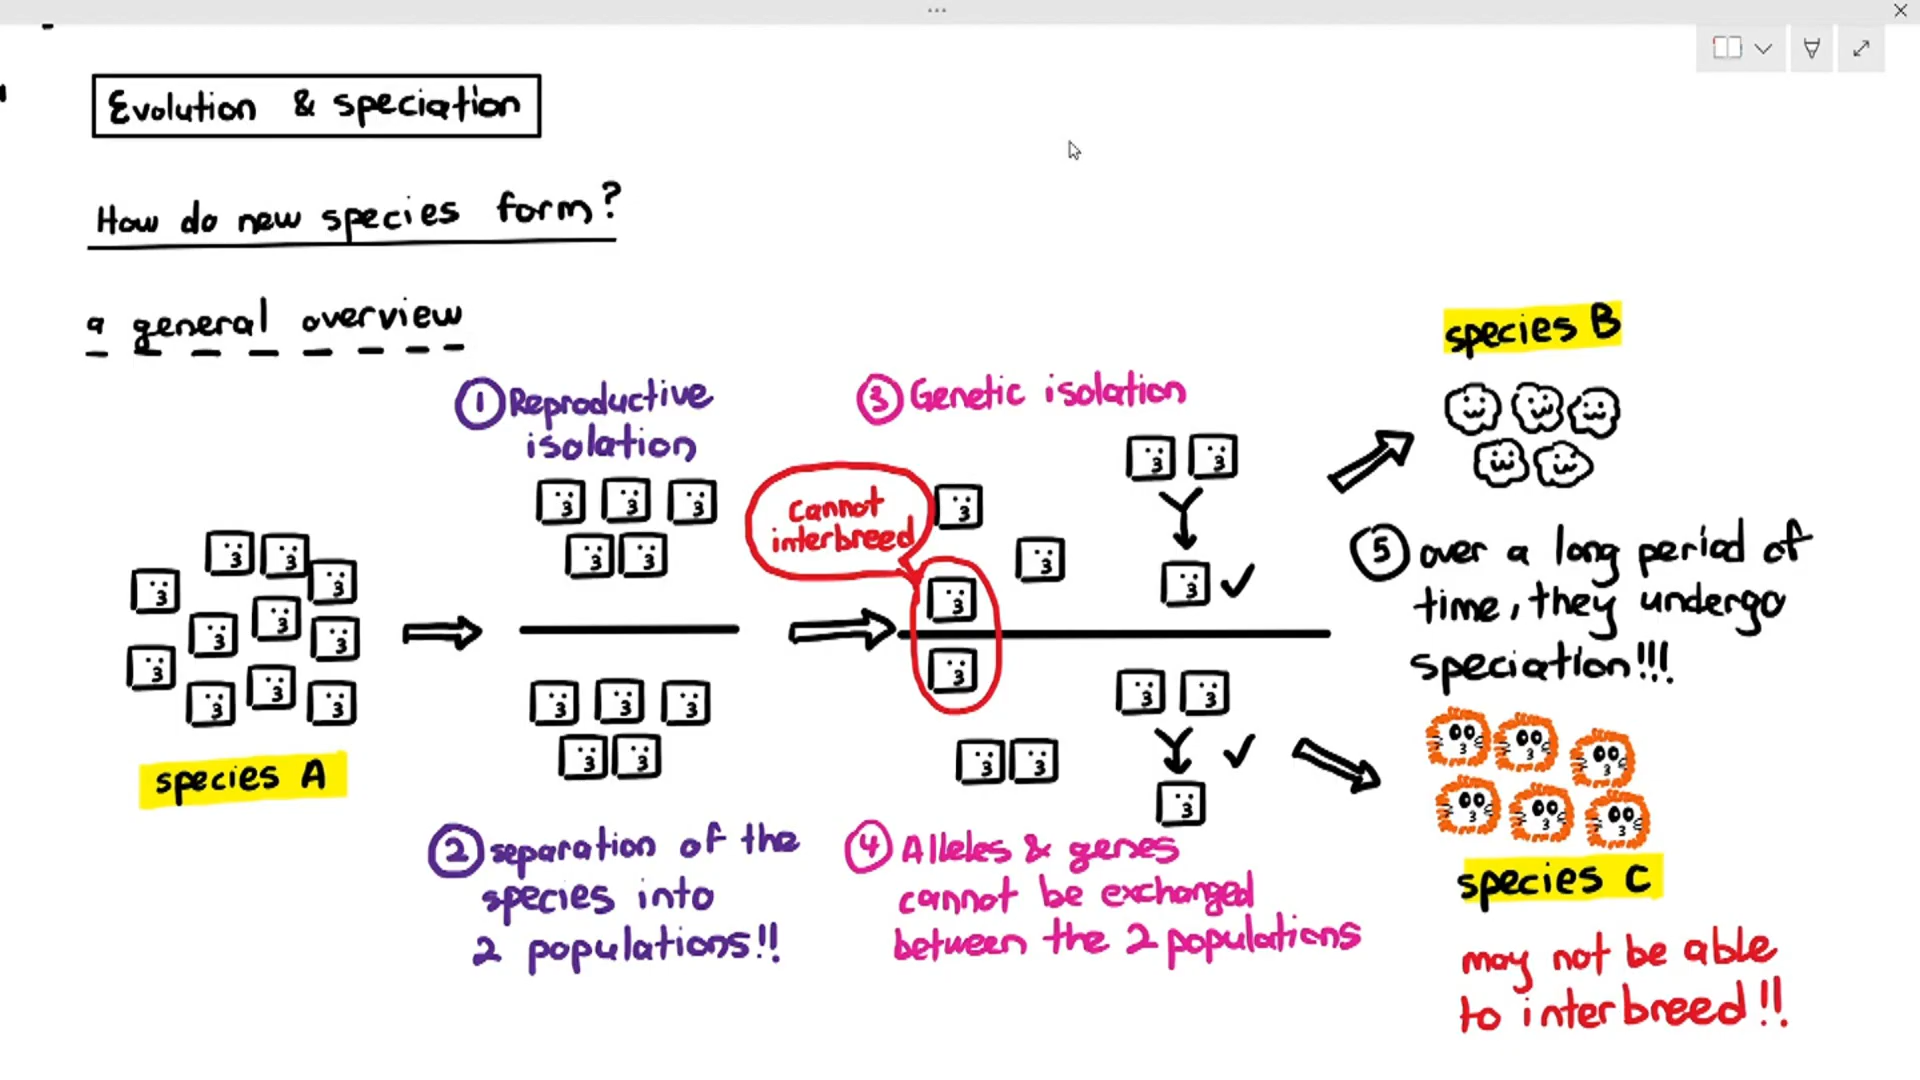 Evolution & speciation
How do new species form?
a general overview
① Reproductive
isolation
③ Genetic isolation
species B
cannot
interbreed
⑤ over a long period of
time, they undergo
speciation!!!
species A
② separation of the
species into
2 populations!!
④ Alleles & genes
cannot be exchanged
between the 2 populations
species C
may not be able
to interbreed!!